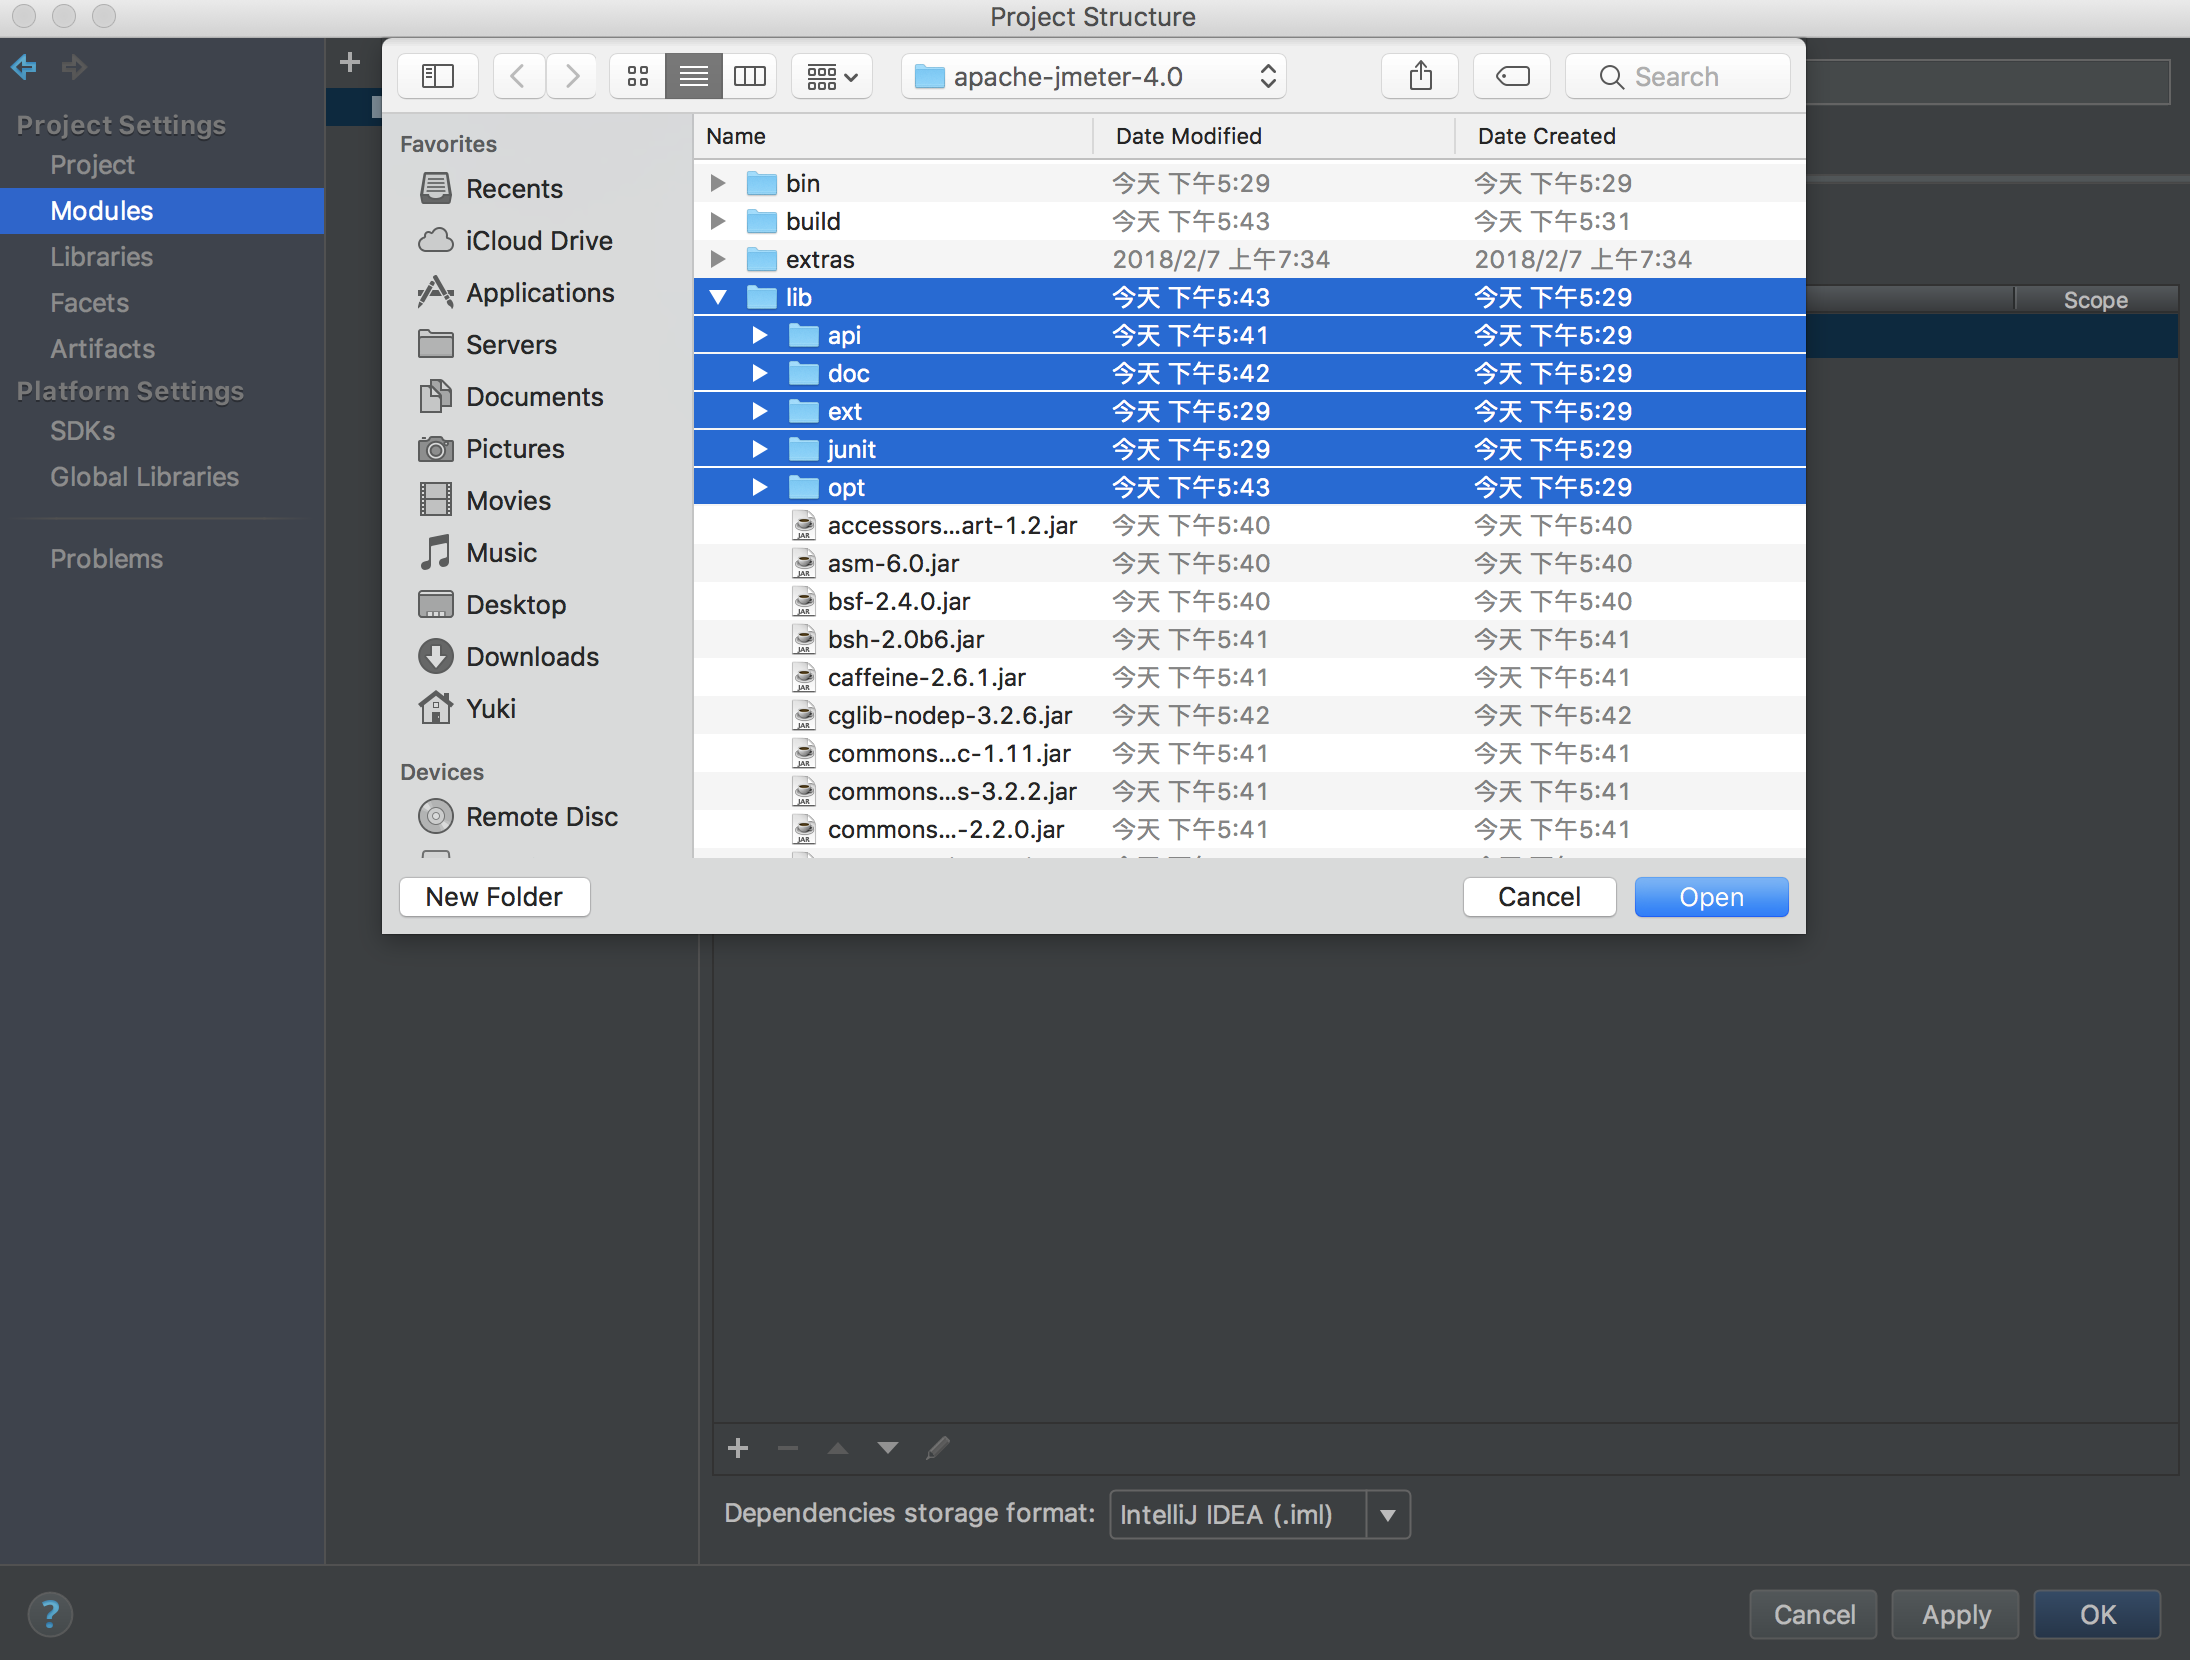 Project Structure
Project Settings
Project
Modules
Libraries
Facets
Artifacts
Platform Settings
SDKs
Global Libraries
Problems
apache-jmeter-4.0
Search
Favorites
Recents
iCloud Drive
Applications
Servers
Documents
Pictures
Movies
Music
Desktop
Downloads
Yuki
Devices
Remote Disc
Name Date Modified Date Created
bin 今天 下午5:29 今天 下午5:29
build 今天 下午5:43 今天 下午5:31
extras 2018/2/7 上午7:34 2018/2/7 上午7:34
lib 今天 下午5:43 今天 下午5:29
api 今天 下午5:41 今天 下午5:29
doc 今天 下午5:42 今天 下午5:29
ext 今天 下午5:29 今天 下午5:29
junit 今天 下午5:29 今天 下午5:29
opt 今天 下午5:43 今天 下午5:29
accessors...art-1.2.jar 今天 下午5:40 今天 下午5:40
asm-6.0.jar 今天 下午5:40 今天 下午5:40
bsf-2.4.0.jar 今天 下午5:40 今天 下午5:40
bsh-2.0b6.jar 今天 下午5:41 今天 下午5:41
caffeine-2.6.1.jar 今天 下午5:41 今天 下午5:41
cglib-nodep-3.2.6.jar 今天 下午5:42 今天 下午5:42
commons...c-1.11.jar 今天 下午5:41 今天 下午5:41
commons...s-3.2.2.jar 今天 下午5:41 今天 下午5:41
commons...-2.2.0.jar 今天 下午5:41 今天 下午5:41
New Folder
Cancel
Open
Scope
Dependencies storage format: IntelliJ IDEA (.iml)
?
Cancel
Apply
OK